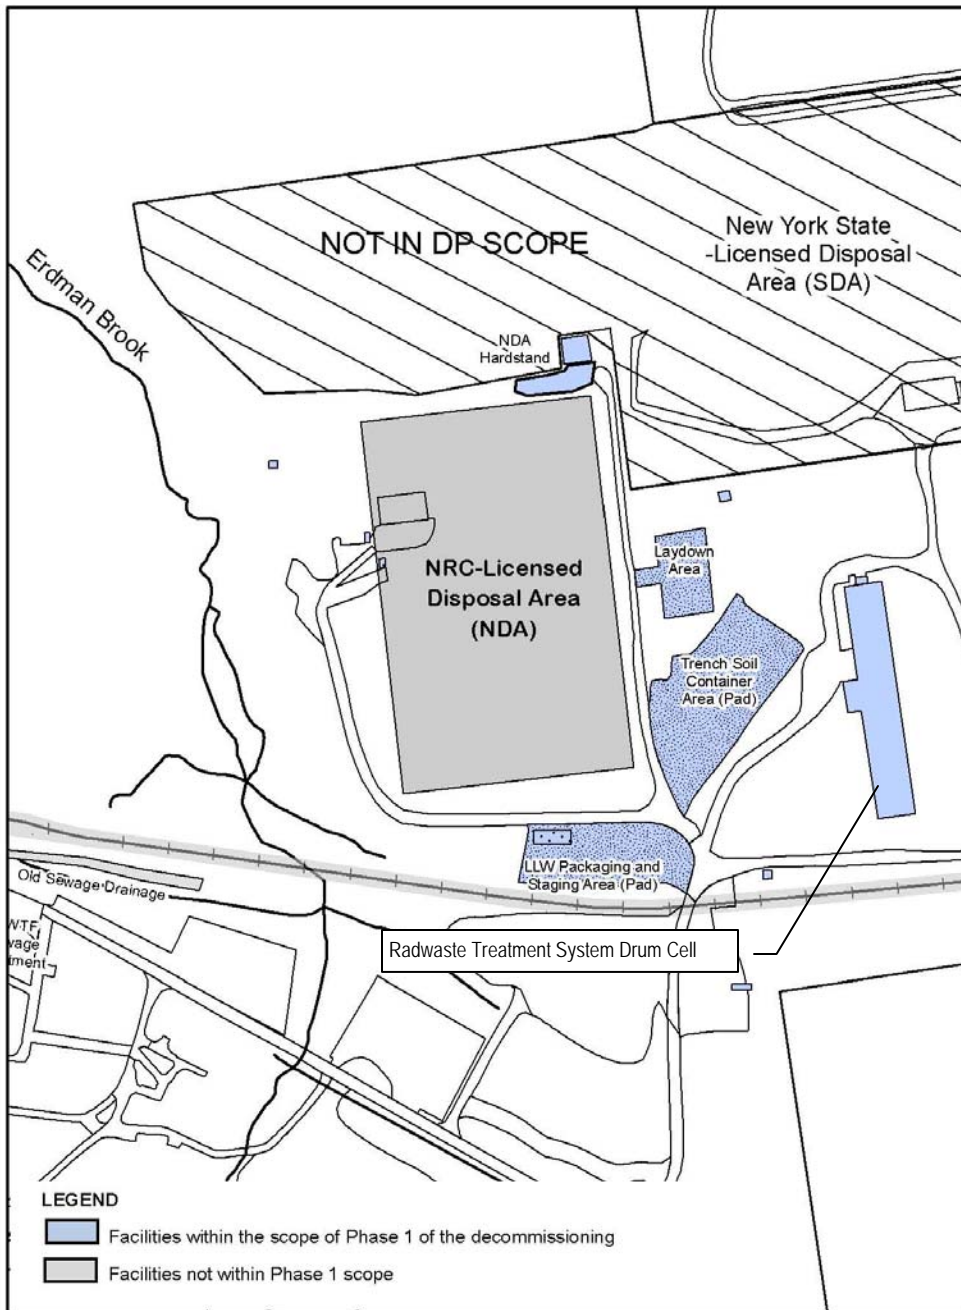 New York State
-Licensed Disposal
Area (SDA)
NOT IN DP SCOPE
Erdman Brook
NDA
Hardstand
Laydown
Area
NRC-Licensed
Disposal Area
(NDA)
Trench Soil
Container
Area (Pad)
LLW Packaging and
Staging Area (Pad)
Old Sewage Drainage
Radwaste Treatment System Drum Cell
LEGEND
Facilities within the scope of Phase 1 of the decommissioning
Facilities not within Phase 1 scope